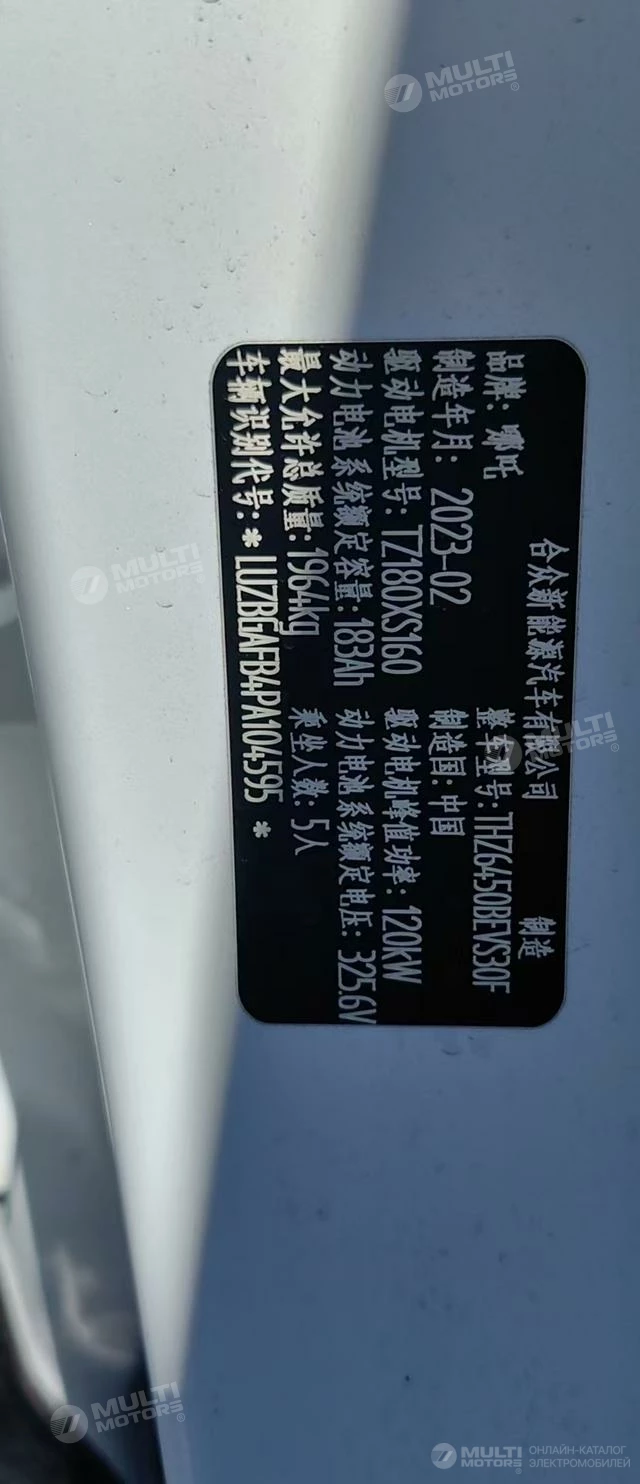 合众新能源汽车有限公司 制造
品牌：哪吒 整车型号：THZ6450BEVS30F
制造年月：2023-02 制造国：中国
驱动电机型号：TZ180XS160 驱动电机峰值功率：120kW
动力电池系统额定容量：183Ah 动力电池系统额定电压：325.6V
最大允许总质量：1964kg 乘坐人数：5人
车辆识别代号：* LUZBGAFB4PA104595 *
MULTI MOTORS®
MULTI MOTORS®
MULTI MOTORS®
MULTI MOTORS®
MULTI MOTORS® ОНЛАЙН-КАТАЛОГ ЭЛЕКТРОМОБИЛЕЙ